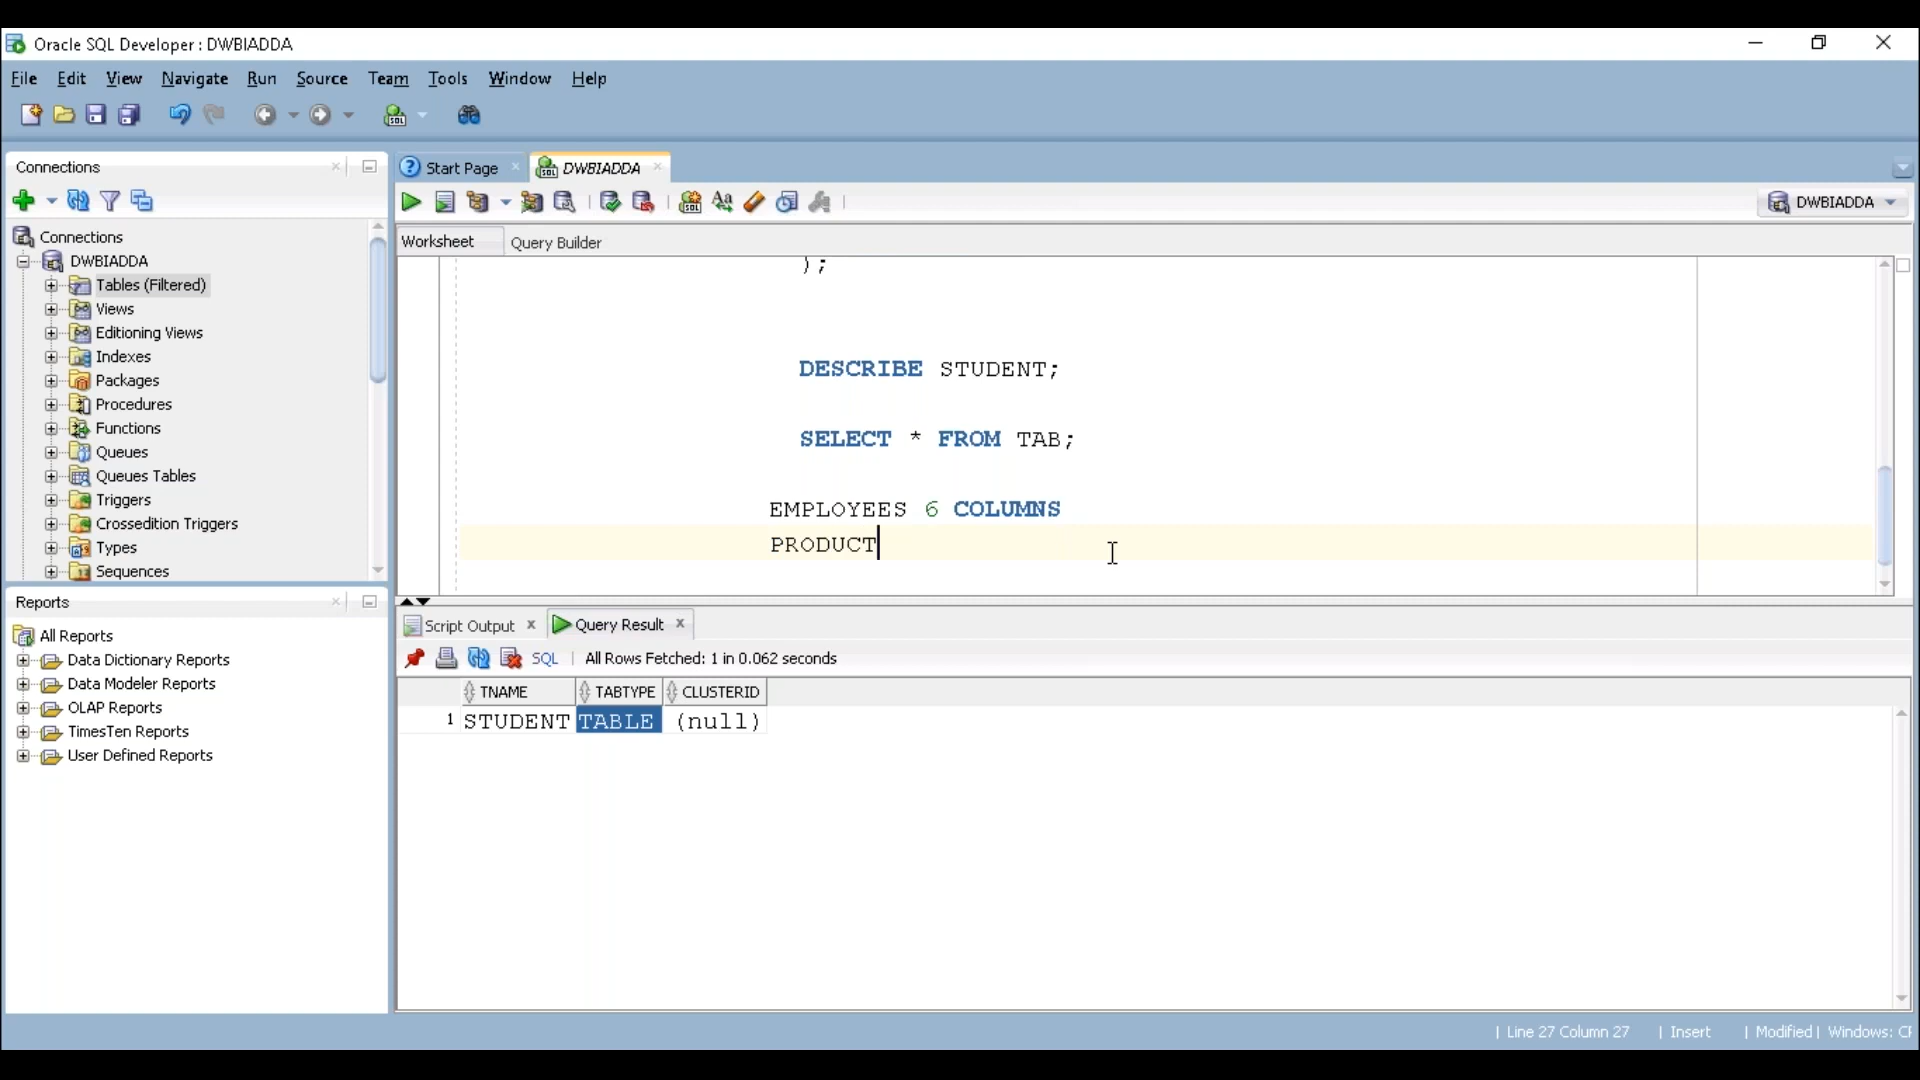 Oracle SQL Developer : DWBIADDA
File Edit View Navigate Run Source Team Tools Window Help
Connections
Connections
DWBIADDA
Tables (Filtered)
Views
Editioning Views
Indexes
Packages
Procedures
Functions
Queues
Queues Tables
Triggers
Crossedition Triggers
Types
Sequences
Reports
All Reports
Data Dictionary Reports
Data Modeler Reports
OLAP Reports
TimesTen Reports
User Defined Reports
Start Page DWBIADDA
DWBIADDA
Worksheet Query Builder
);
DESCRIBE STUDENT;
SELECT * FROM TAB;
EMPLOYEES 6 COLUMNS
PRODUCT
Script Output Query Result
SQL | All Rows Fetched: 1 in 0.062 seconds
TNAME TABTYPE CLUSTERID
1 STUDENT TABLE (null)
| Line 27 Column 27 | Insert | Modified | Windows: CF